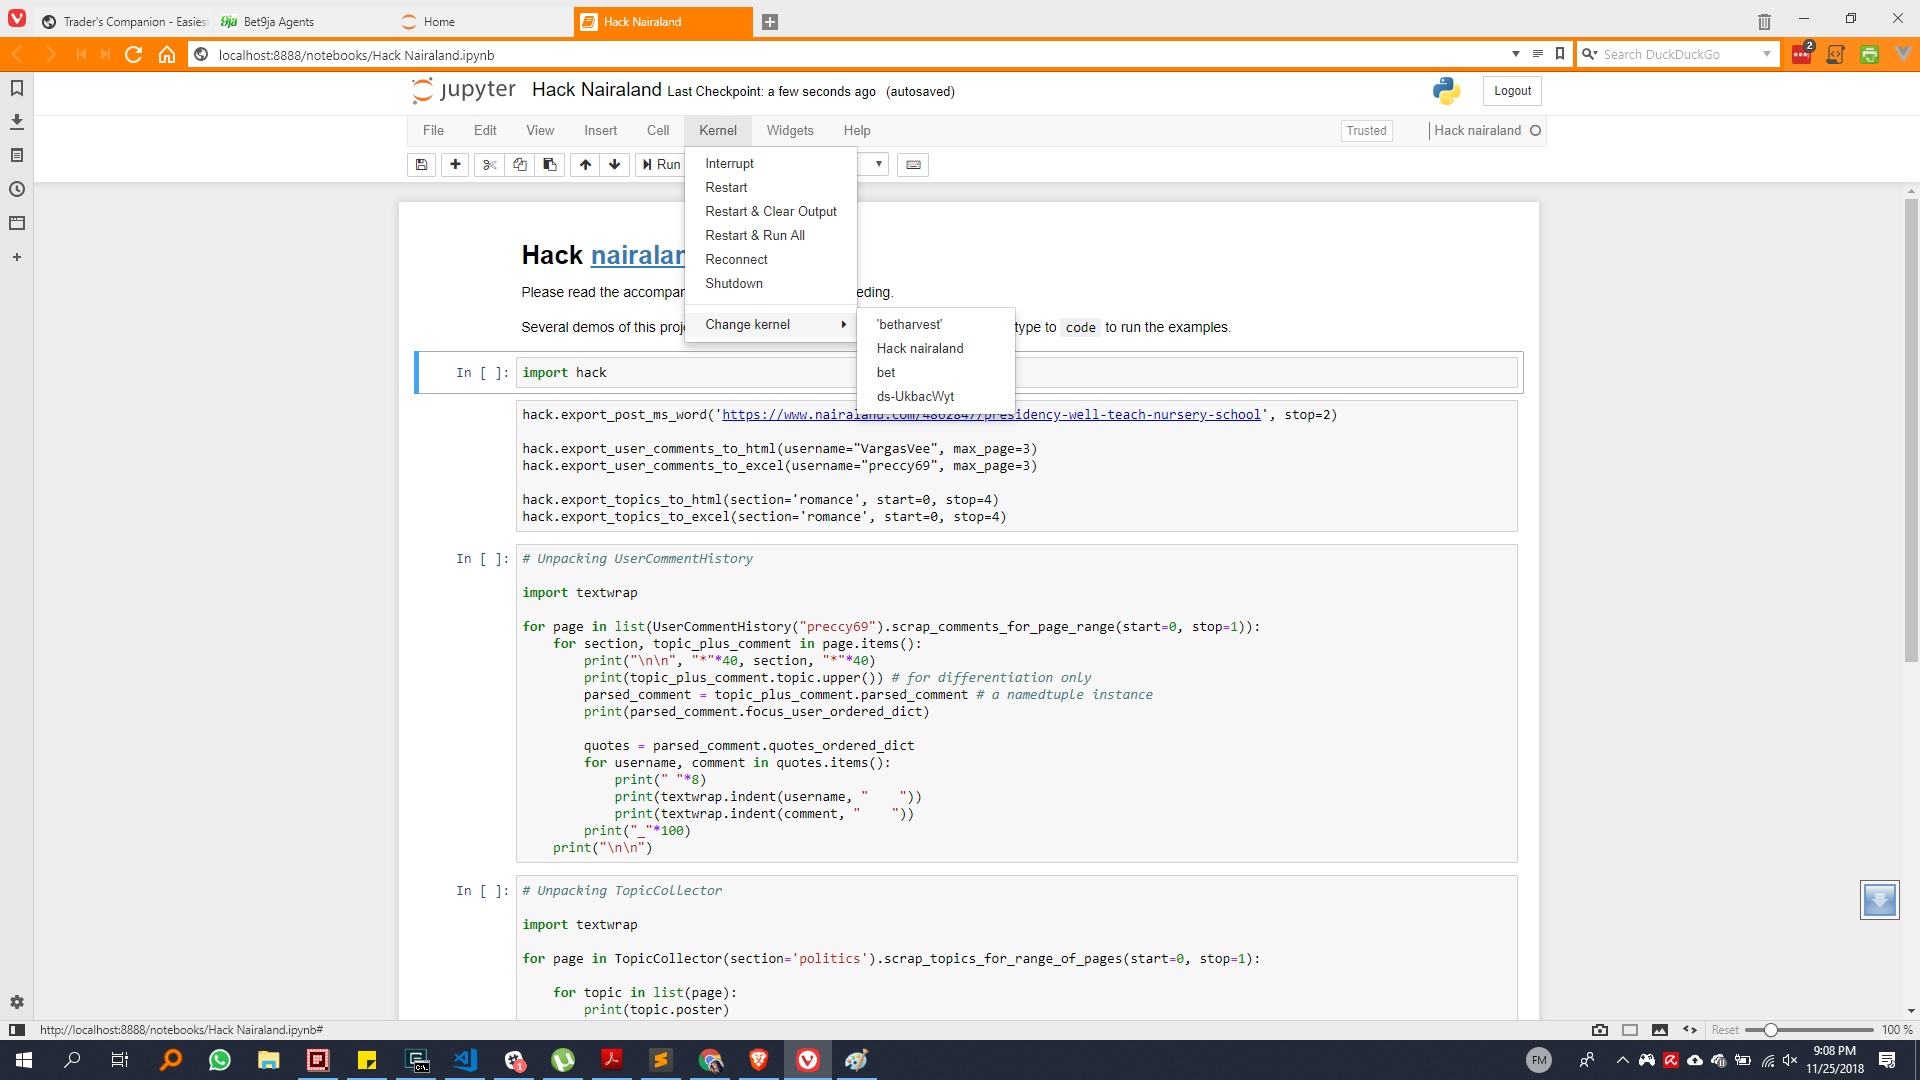 Trader's Companion - Easies
Bet9ja Agents
Home
Hack Nairaland
localhost:8888/notebooks/Hack Nairaland.ipynb
Search DuckDuckGo
2
jupyter
Hack Nairaland Last Checkpoint: a few seconds ago (autosaved)
Logout
File Edit View Insert Cell Kernel Widgets Help
Trusted
Hack nairaland
Run
Interrupt
Restart
Restart & Clear Output
Restart & Run All
Reconnect
Shutdown
Change kernel
'betharvest'
Hack nairaland
bet
ds-UkbacWyt
Hack nairalan
Please read the accompar eding.
Several demos of this proj type to code to run the examples.
In [ ]: import hack
hack.export_post_ms_word('https://www.nairaland.com/4862847/presidency-well-teach-nursery-school', stop=2)
hack.export_user_comments_to_html(username="VargasVee", max_page=3)
hack.export_user_comments_to_excel(username="preccy69", max_page=3)
hack.export_topics_to_html(section='romance', start=0, stop=4)
hack.export_topics_to_excel(section='romance', start=0, stop=4)
In [ ]: # Unpacking UserCommentHistory
import textwrap
for page in list(UserCommentHistory("preccy69").scrap_comments_for_page_range(start=0, stop=1)):
    for section, topic_plus_comment in page.items():
        print("\n\n", "*"*40, section, "*"*40)
        print(topic_plus_comment.topic.upper()) # for differentiation only
        parsed_comment = topic_plus_comment.parsed_comment # a namedtuple instance
        print(parsed_comment.focus_user_ordered_dict)
        quotes = parsed_comment.quotes_ordered_dict
        for username, comment in quotes.items():
            print(" "*8)
            print(textwrap.indent(username, "    "))
            print(textwrap.indent(comment, "    "))
        print("_"*100)
    print("\n\n")
In [ ]: # Unpacking TopicCollector
import textwrap
for page in TopicCollector(section='politics').scrap_topics_for_range_of_pages(start=0, stop=1):
    for topic in list(page):
        print(topic.poster)
http://localhost:8888/notebooks/Hack Nairaland.ipynb#
Reset
100 %
1
FM
9:08 PM
11/25/2018